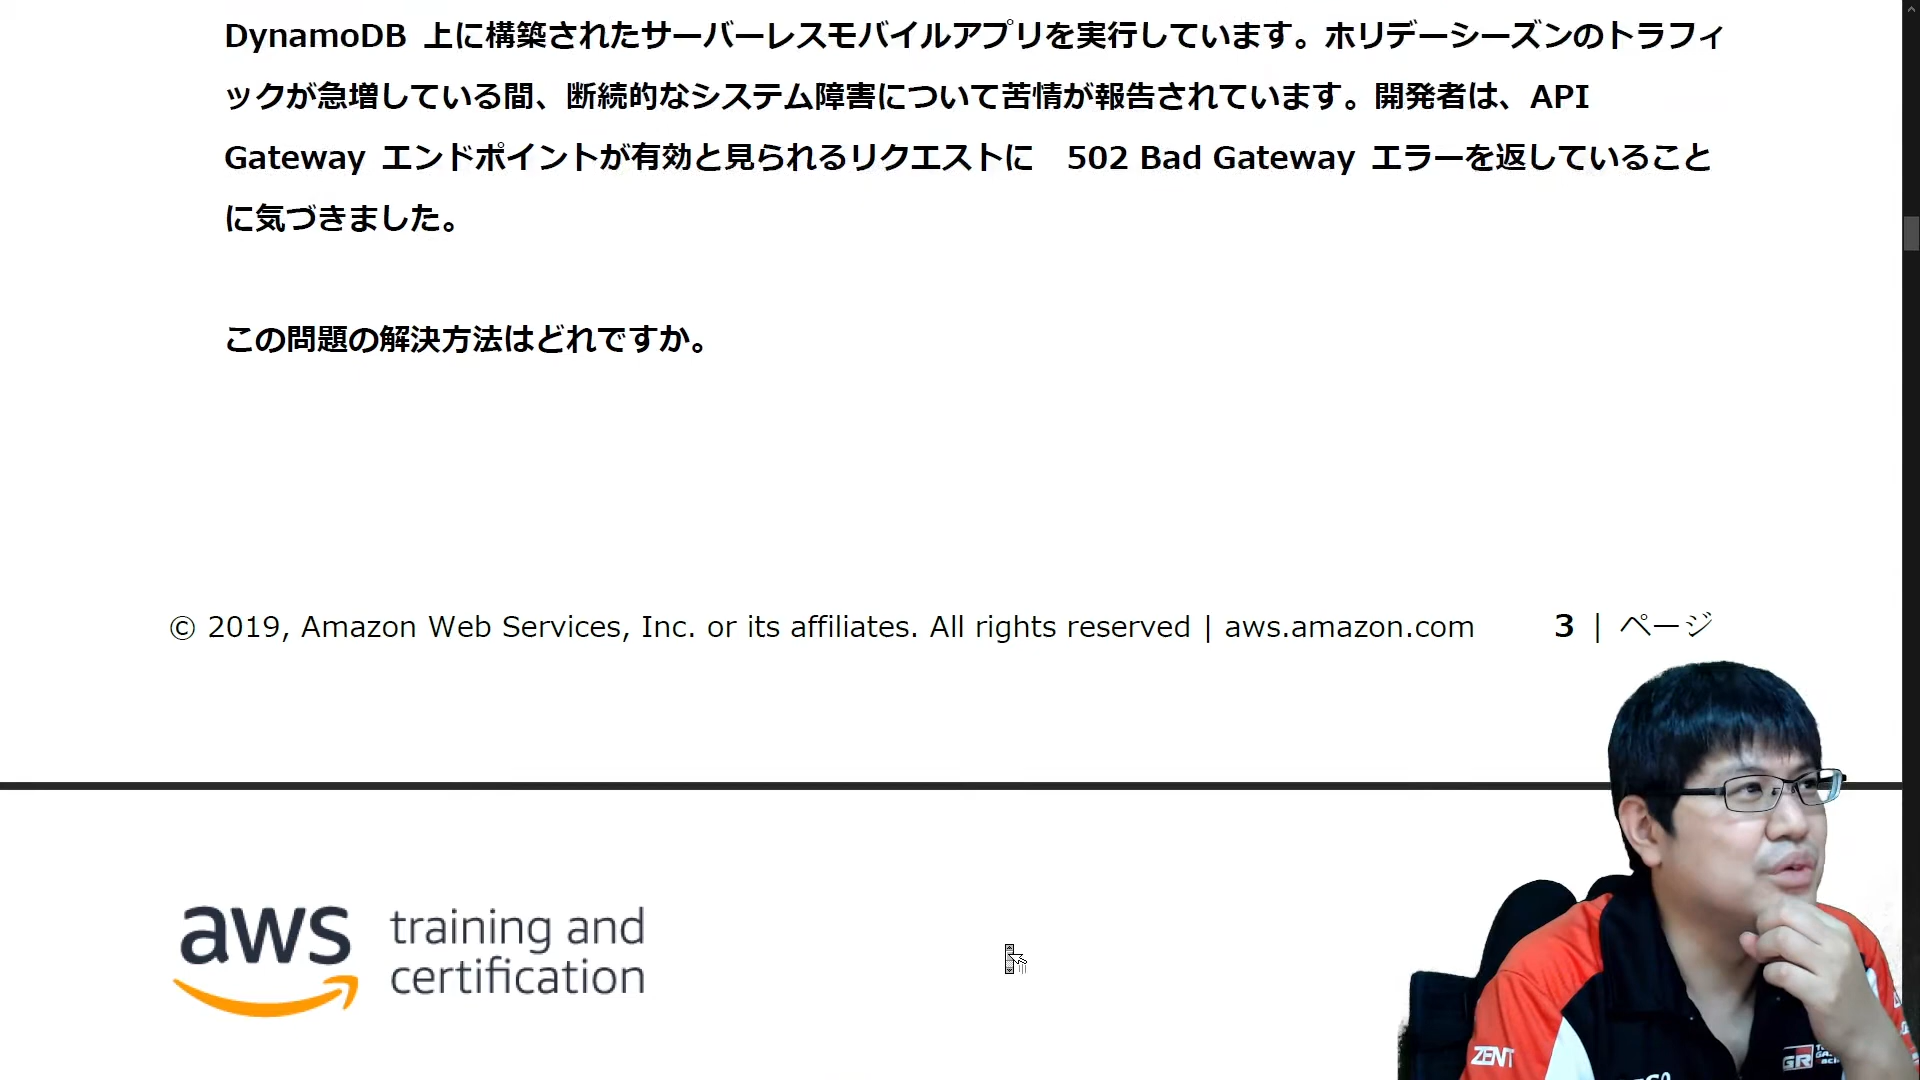 DynamoDB 上に構築されたサーバーレスモバイルアプリを実行しています。ホリデーシーズンのトラフィ
ックが急増している間、断続的なシステム障害について苦情が報告されています。開発者は、API
Gateway エンドポイントが有効と見られるリクエストに　502 Bad Gateway エラーを返していること
に気づきました。
この問題の解決方法はどれですか。
© 2019, Amazon Web Services, Inc. or its affiliates. All rights reserved | aws.amazon.com 3 | ページ
aws training and
certification
ZENT
GR